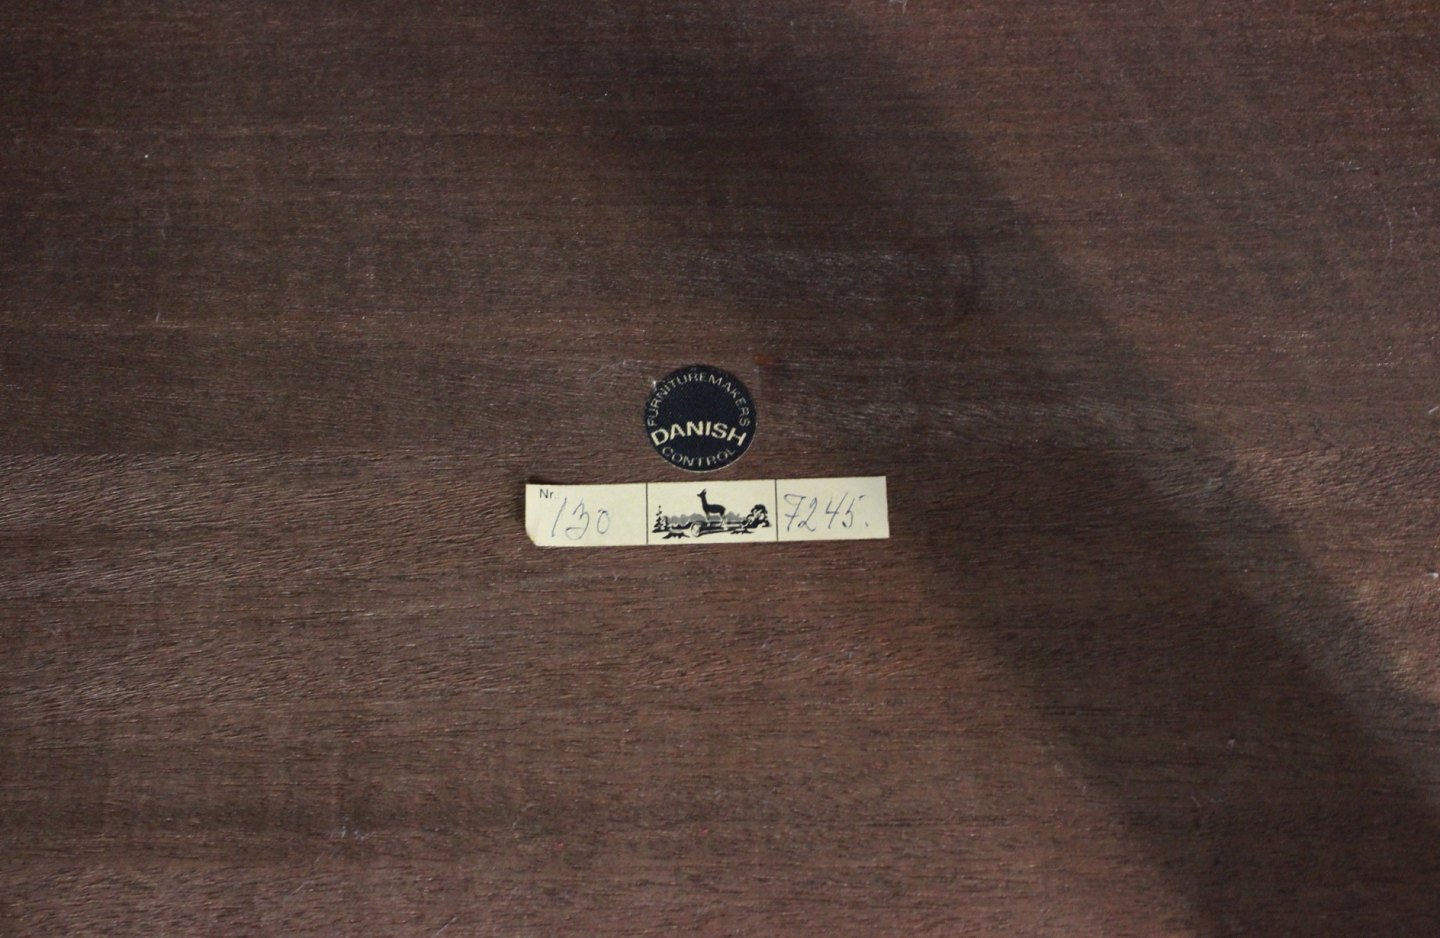 FURNITUREMAKERS
DANISH
CONTROL
Nr. 130
7245.